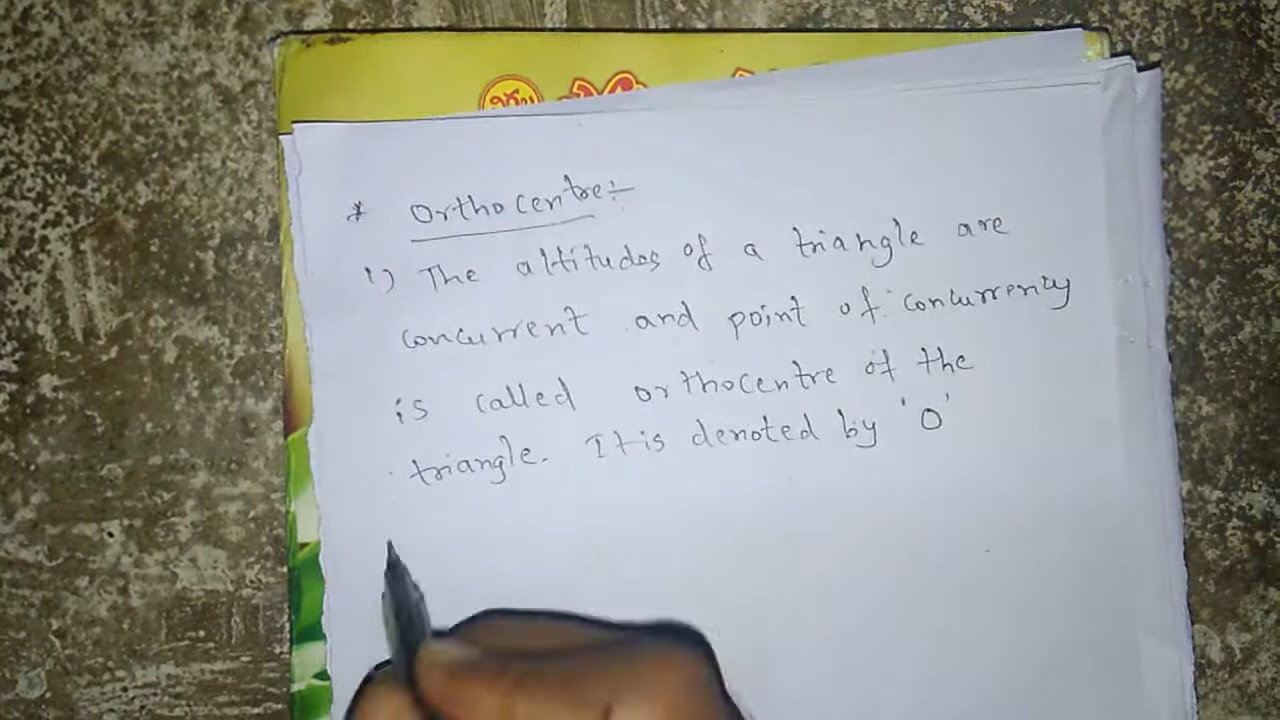 * Orthocentre:-
1) The altitudes of a triangle are
concurrent and point of concurrency
is called orthocentre of the
triangle. It is denoted by 'O'